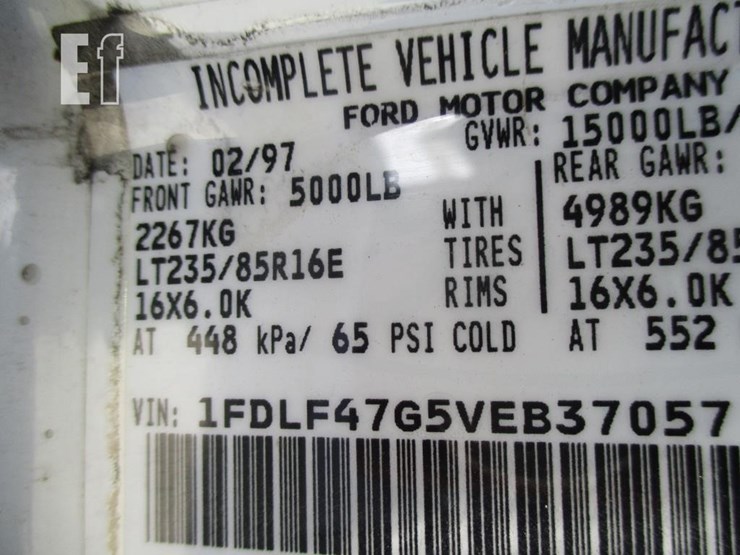 Ef
INCOMPLETE VEHICLE MANUFACT
FORD MOTOR COMPANY
DATE: 02/97
GVWR: 15000LB/
FRONT GAWR: 5000LB
2267KG
LT235/85R16E
16X6.0K
AT 448 kPa/ 65 PSI COLD
WITH
TIRES
RIMS
REAR GAWR:
4989KG
LT235/85
16X6.0K
AT 552
VIN: 1FDLF47G5VEB37057